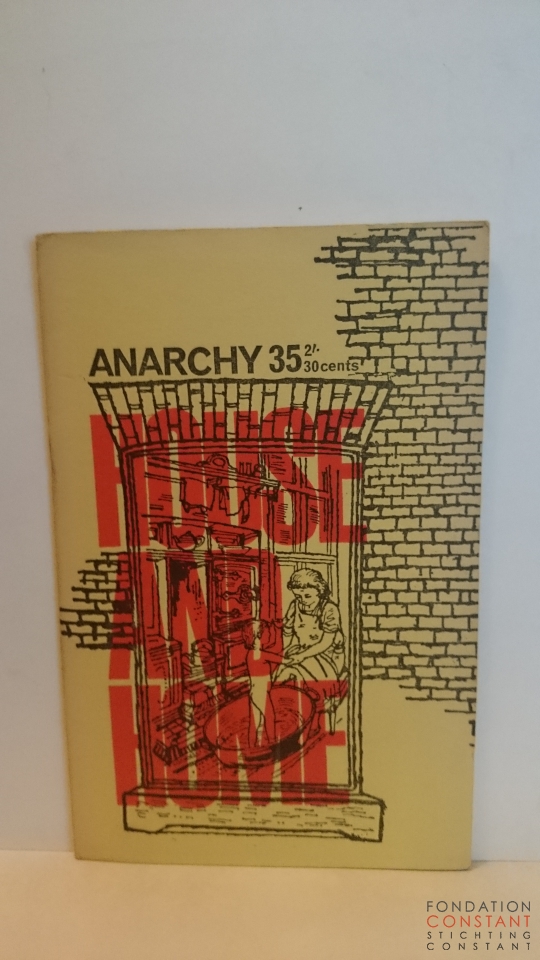 ANARCHY 35 2/- 30 cents
HOUSE
AND
HOME
FONDATION
CONSTANT
STICHTING
CONSTANT